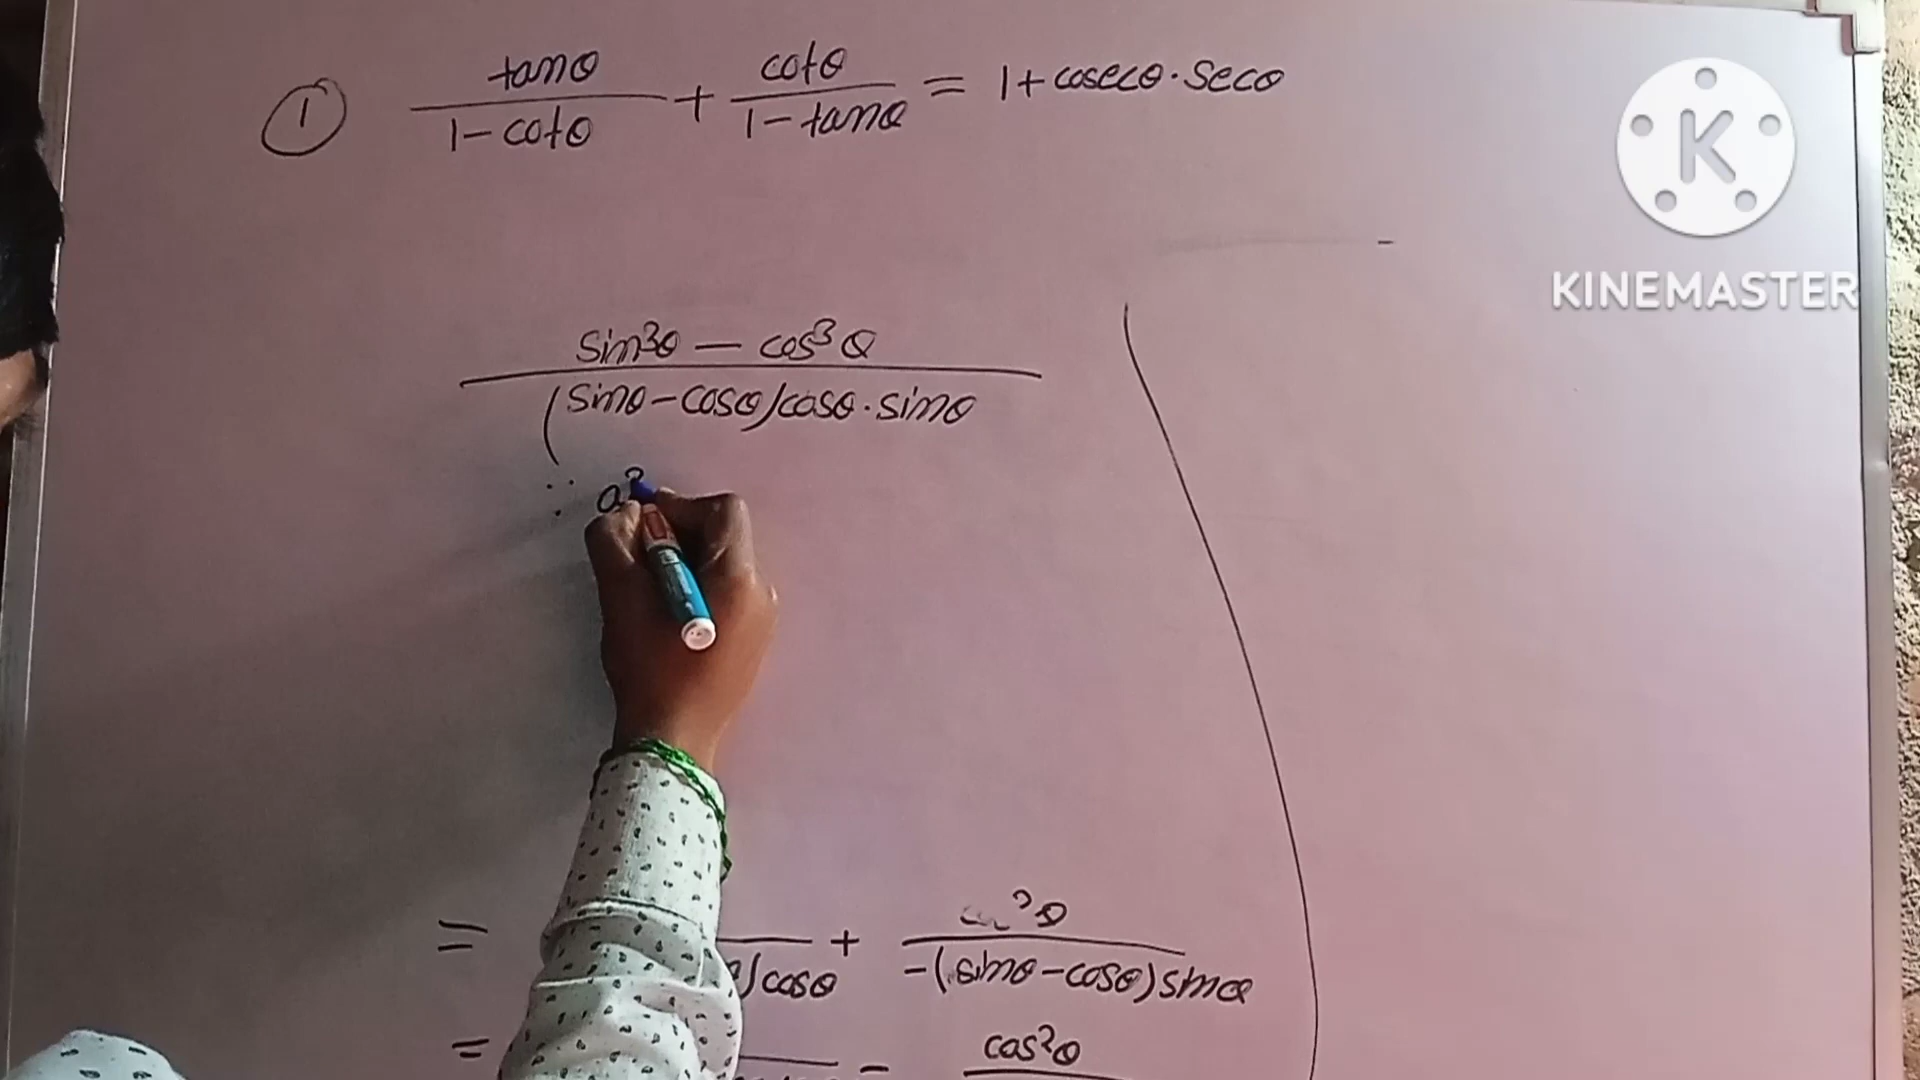 ① tanθ/(1-cotθ) + cotθ/(1-tanθ) = 1+cosecθ·secθ
K
KINEMASTER
sin³θ — cos³θ
(sinθ-cosθ)cosθ·sinθ
∵ a³
= + θ
)cosθ -(sinθ-cosθ)sinθ
= - cos²θ